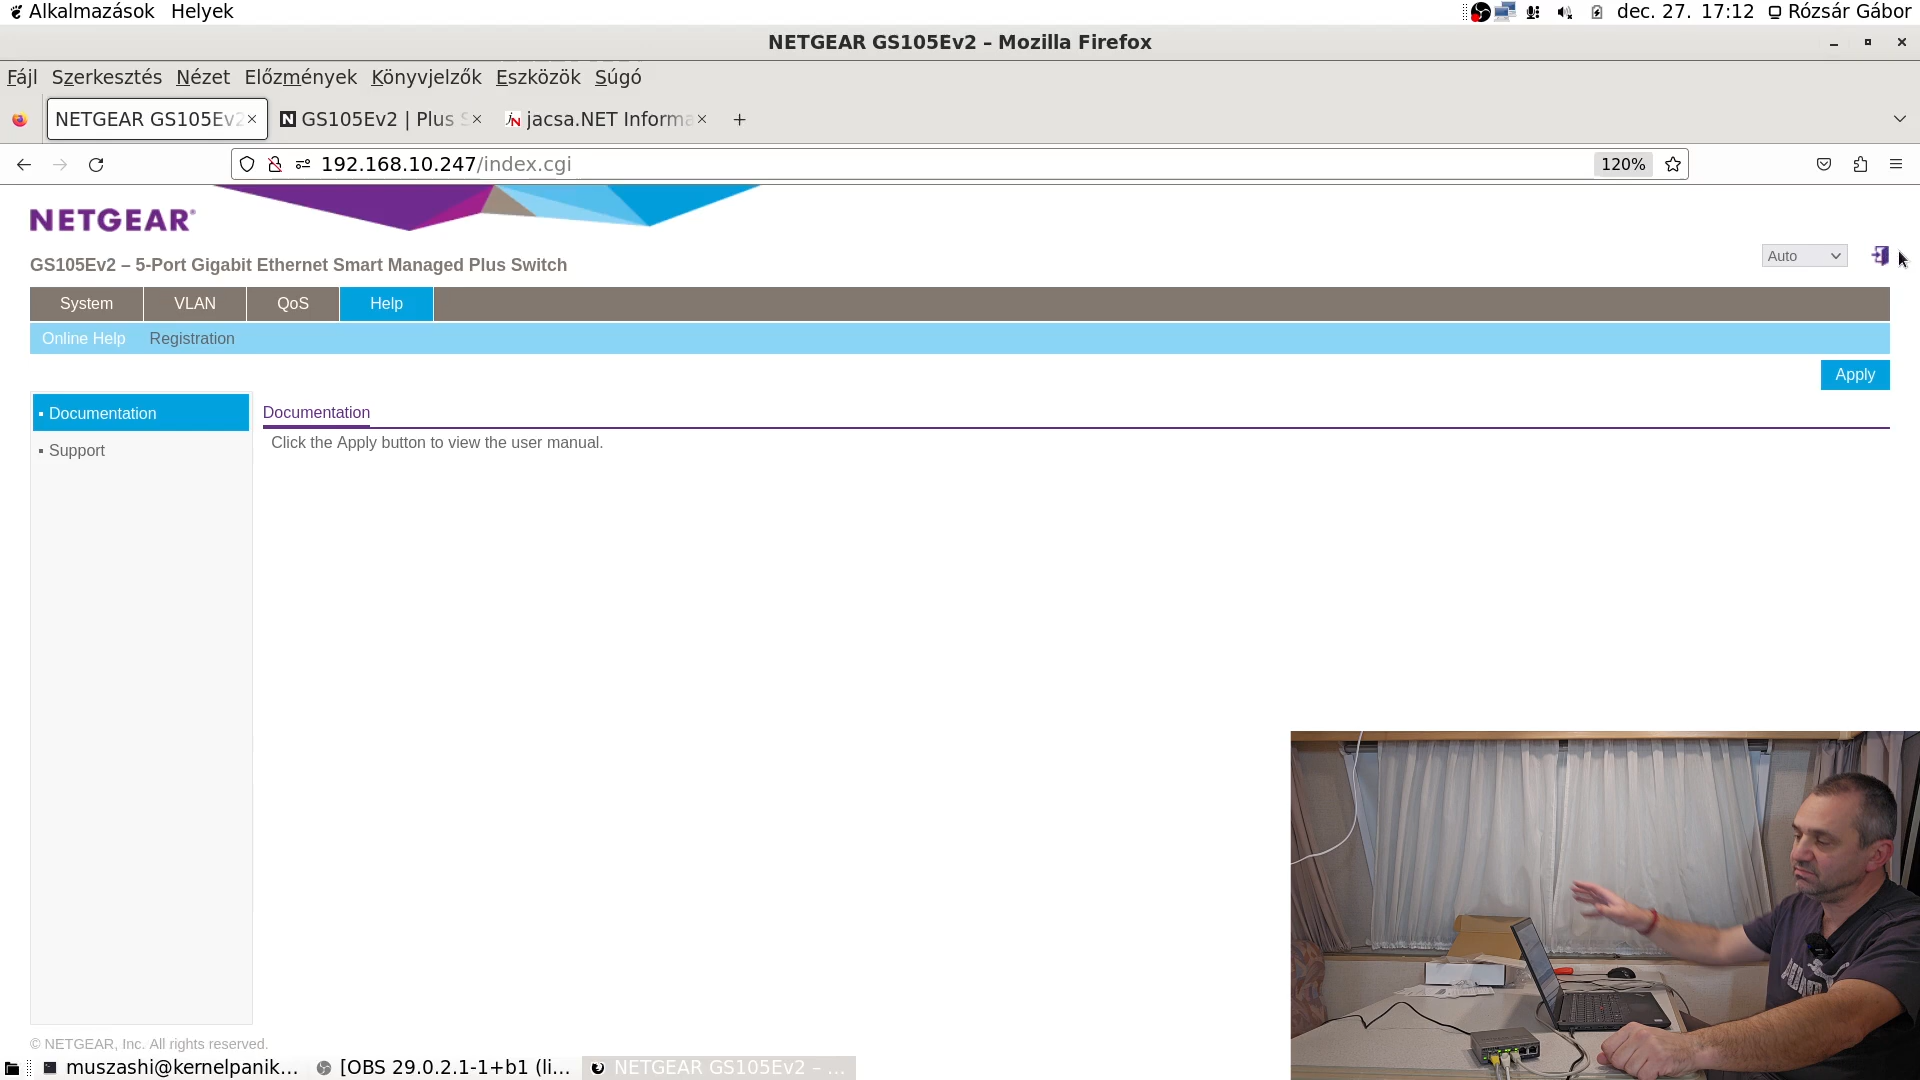 Alkalmazások Helyek dec. 27. 17:12 Rózsár Gábor
NETGEAR GS105Ev2 – Mozilla Firefox
Fájl Szerkesztés Nézet Előzmények Könyvjelzők Eszközök Súgó
NETGEAR GS105Ev2 GS105Ev2 | Plus S jacsa.NET Informa
192.168.10.247/index.cgi 120%
NETGEAR
GS105Ev2 – 5-Port Gigabit Ethernet Smart Managed Plus Switch Auto
System VLAN QoS Help
Online Help Registration
Apply
Documentation
Support
Documentation
Click the Apply button to view the user manual.
© NETGEAR, Inc. All rights reserved.
muszashi@kernelpanik... [OBS 29.0.2.1-1+b1 (li... NETGEAR GS105Ev2 – ...